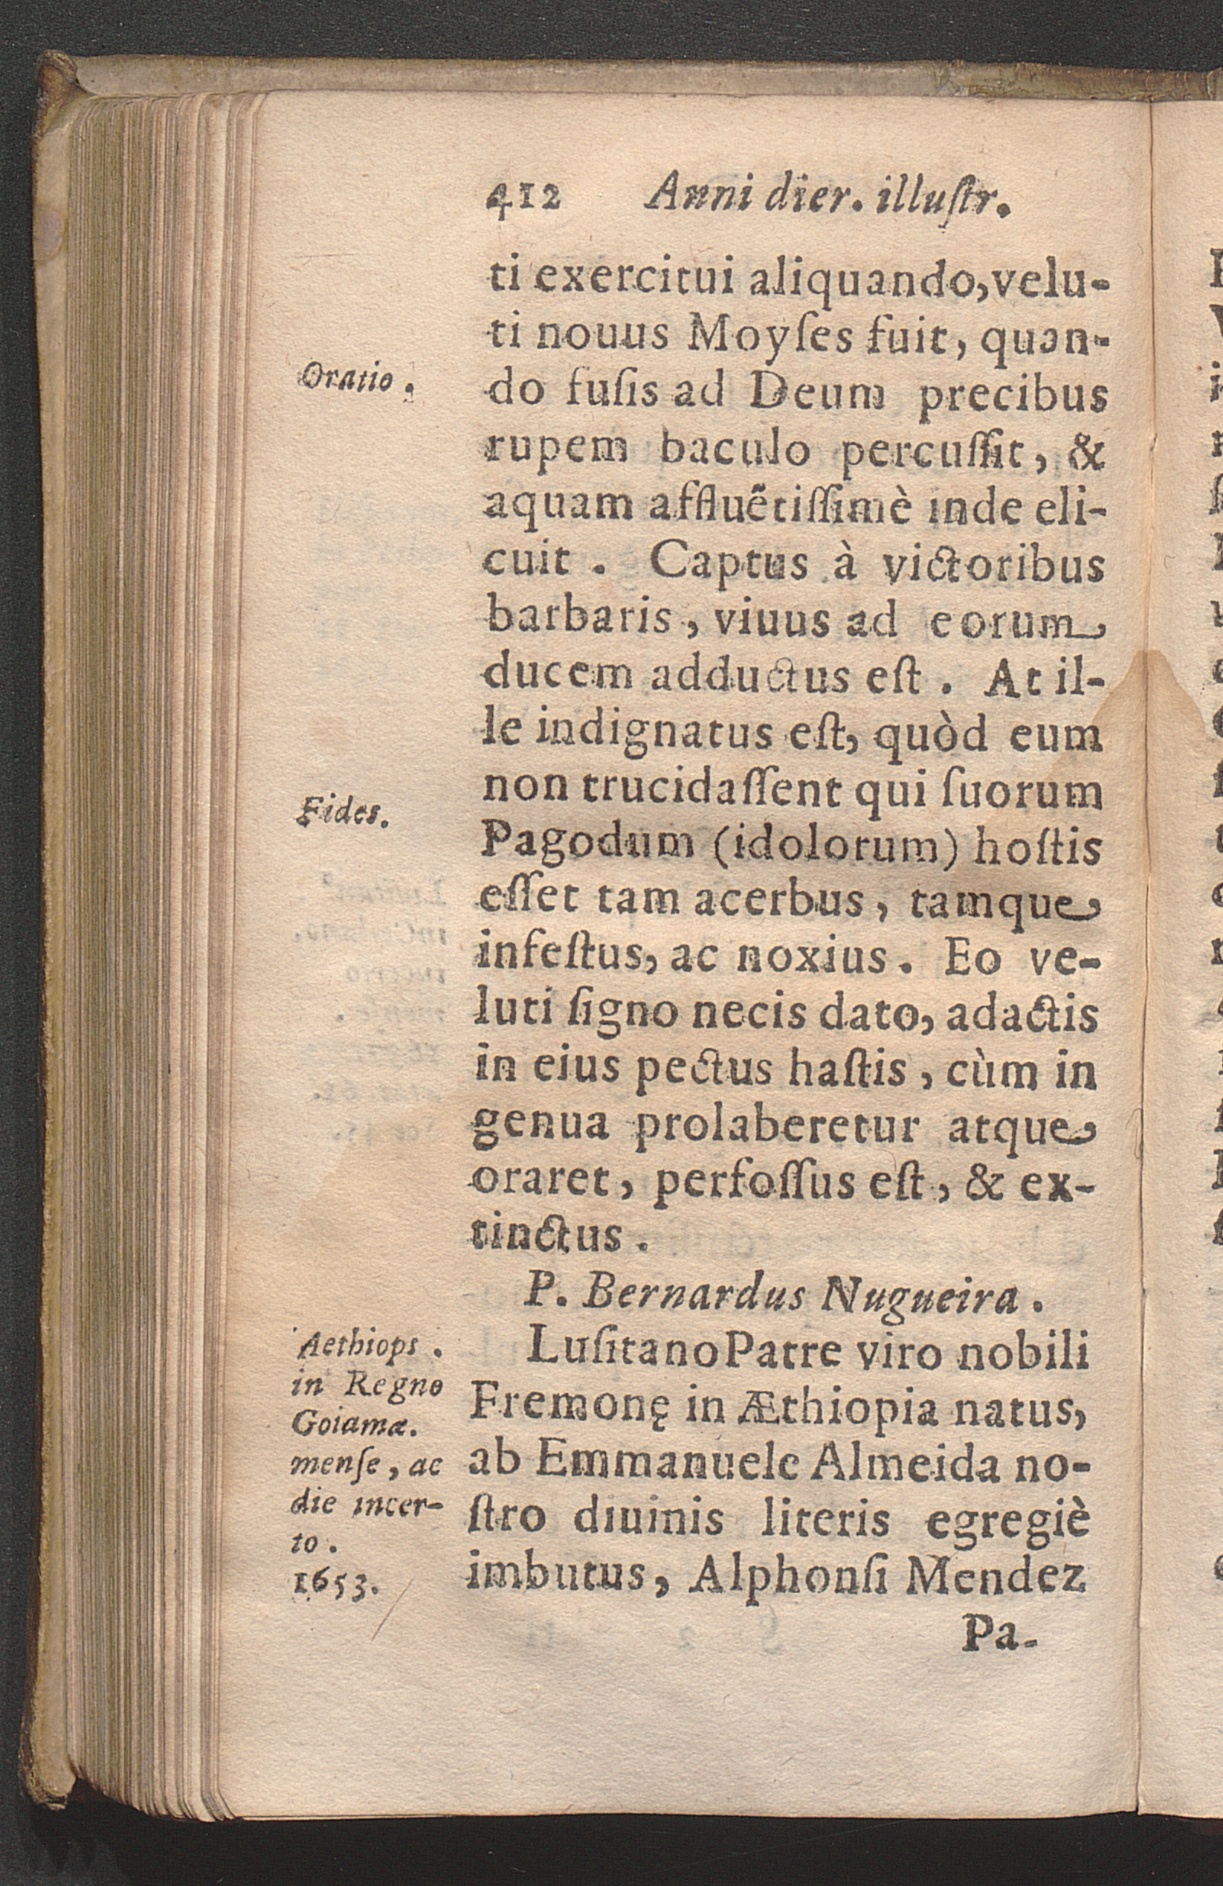 412 Anni dier. illuſtr.
ti exercitui aliquando, velu-
ti nouus Moyſes fuit, quan-
Oratio.
do fuſis ad Deum precibus
rupem baculo percuſſit, &
aquam affluẽtiſſimè inde eli-
cuit. Captus à victoribus
barbaris, viuus ad eorum
ducem adductus eſt. At il-
le indignatus eſt, quòd eum
non trucidaſſent qui ſuorum
Fides.
Pagodum (idolorum) hoſtis
eſſet tam acerbus, tamque
infeſtus, ac noxius. Eo ve-
luti ſigno necis dato, adactis
in eius pectus haſtis, cùm in
genua prolaberetur atque
oraret, perfoſſus eſt, & ex-
tinctus.
P. Bernardus Nugueira.
Aethiops.
in Regno
Goiamæ.
menſe, ac
die incer-
to.
1653.
Luſitano Patre viro nobili
Fremonę in Æthiopia natus,
ab Emmanuele Almeida no-
ſtro diuinis literis egregiè
imbutus, Alphonſi Mendez
Pa-